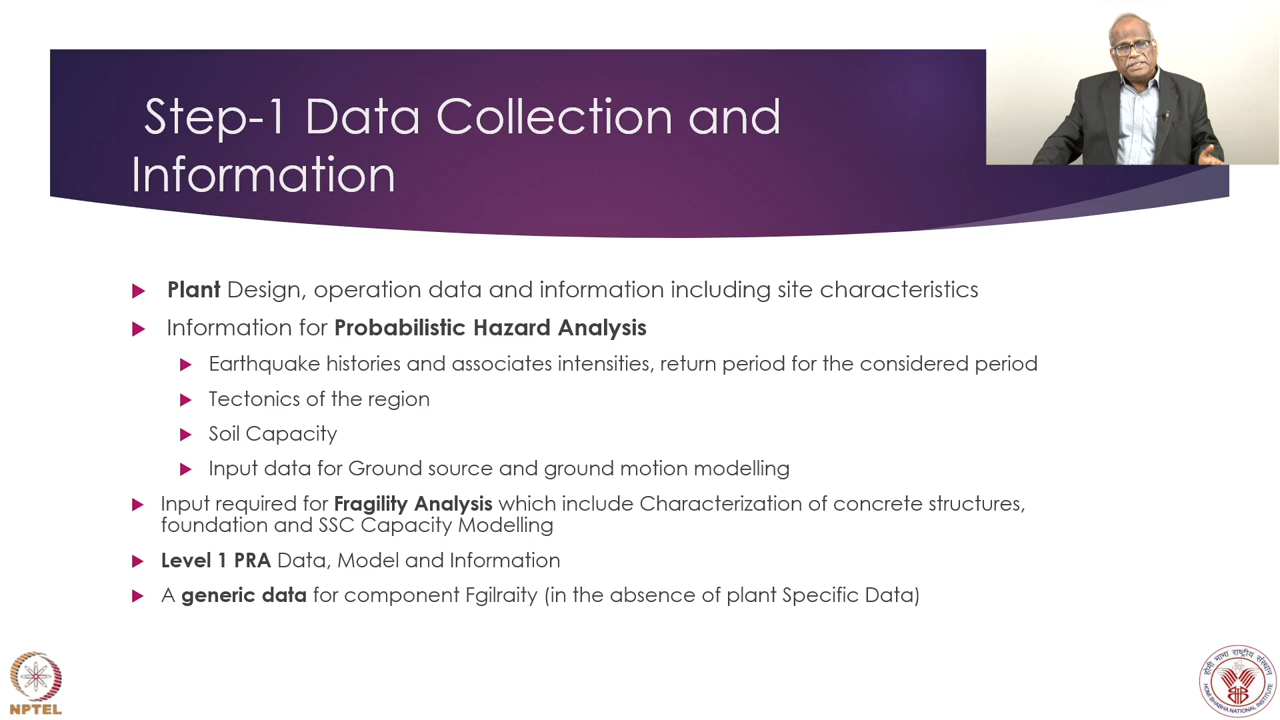 Step-1 Data Collection and
Information
Plant Design, operation data and information including site characteristics
Information for Probabilistic Hazard Analysis
Earthquake histories and associates intensities, return period for the considered period
Tectonics of the region
Soil Capacity
Input data for Ground source and ground motion modelling
Input required for Fragility Analysis which include Characterization of concrete structures,
foundation and SSC Capacity Modelling
Level 1 PRA Data, Model and Information
A generic data for component Fgilraity (in the absence of plant Specific Data)
NPTEL
होमी भाभा राष्ट्रीय संस्थान
HOMI BHABHA NATIONAL INSTITUTE